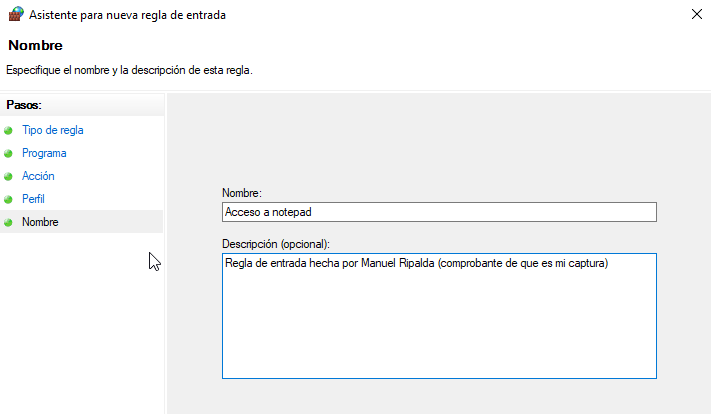 Asistente para nueva regla de entrada
Nombre
Especifique el nombre y la descripción de esta regla.
Pasos:
Tipo de regla
Programa
Acción
Perfil
Nombre
Nombre:
Acceso a notepad
Descripción (opcional):
Regla de entrada hecha por Manuel Ripalda (comprobante de que es mi captura)